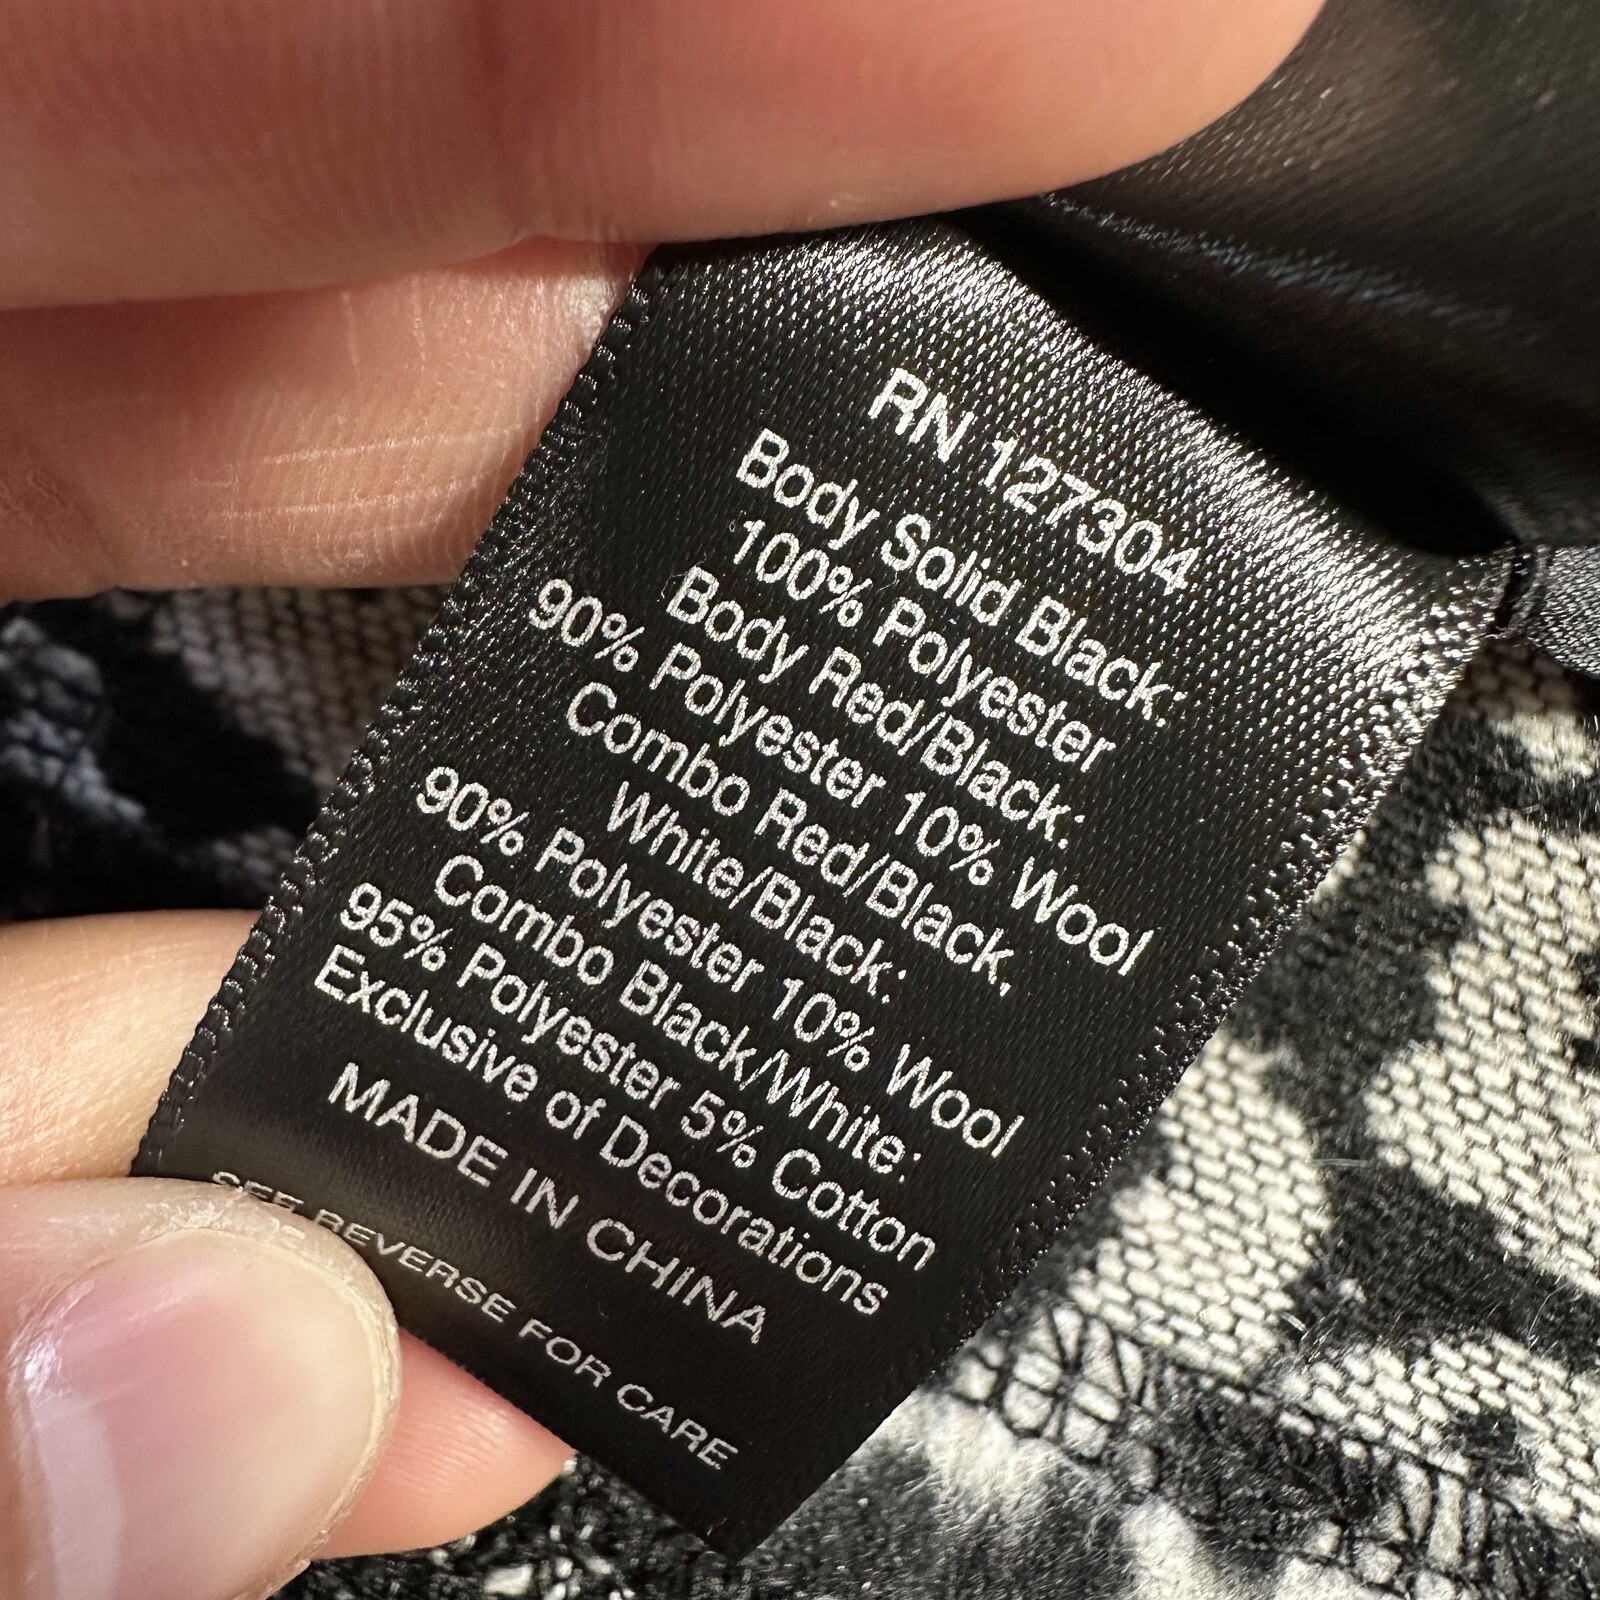 RN 127304
Body Solid Black:
100% Polyester
Body Red/Black:
90% Polyester 10% Wool
Combo Red/Black,
White/Black:
90% Polyester 10% Wool
Combo Black/White:
95% Polyester 5% Cotton
Exclusive of Decorations
MADE IN CHINA
SEE REVERSE FOR CARE